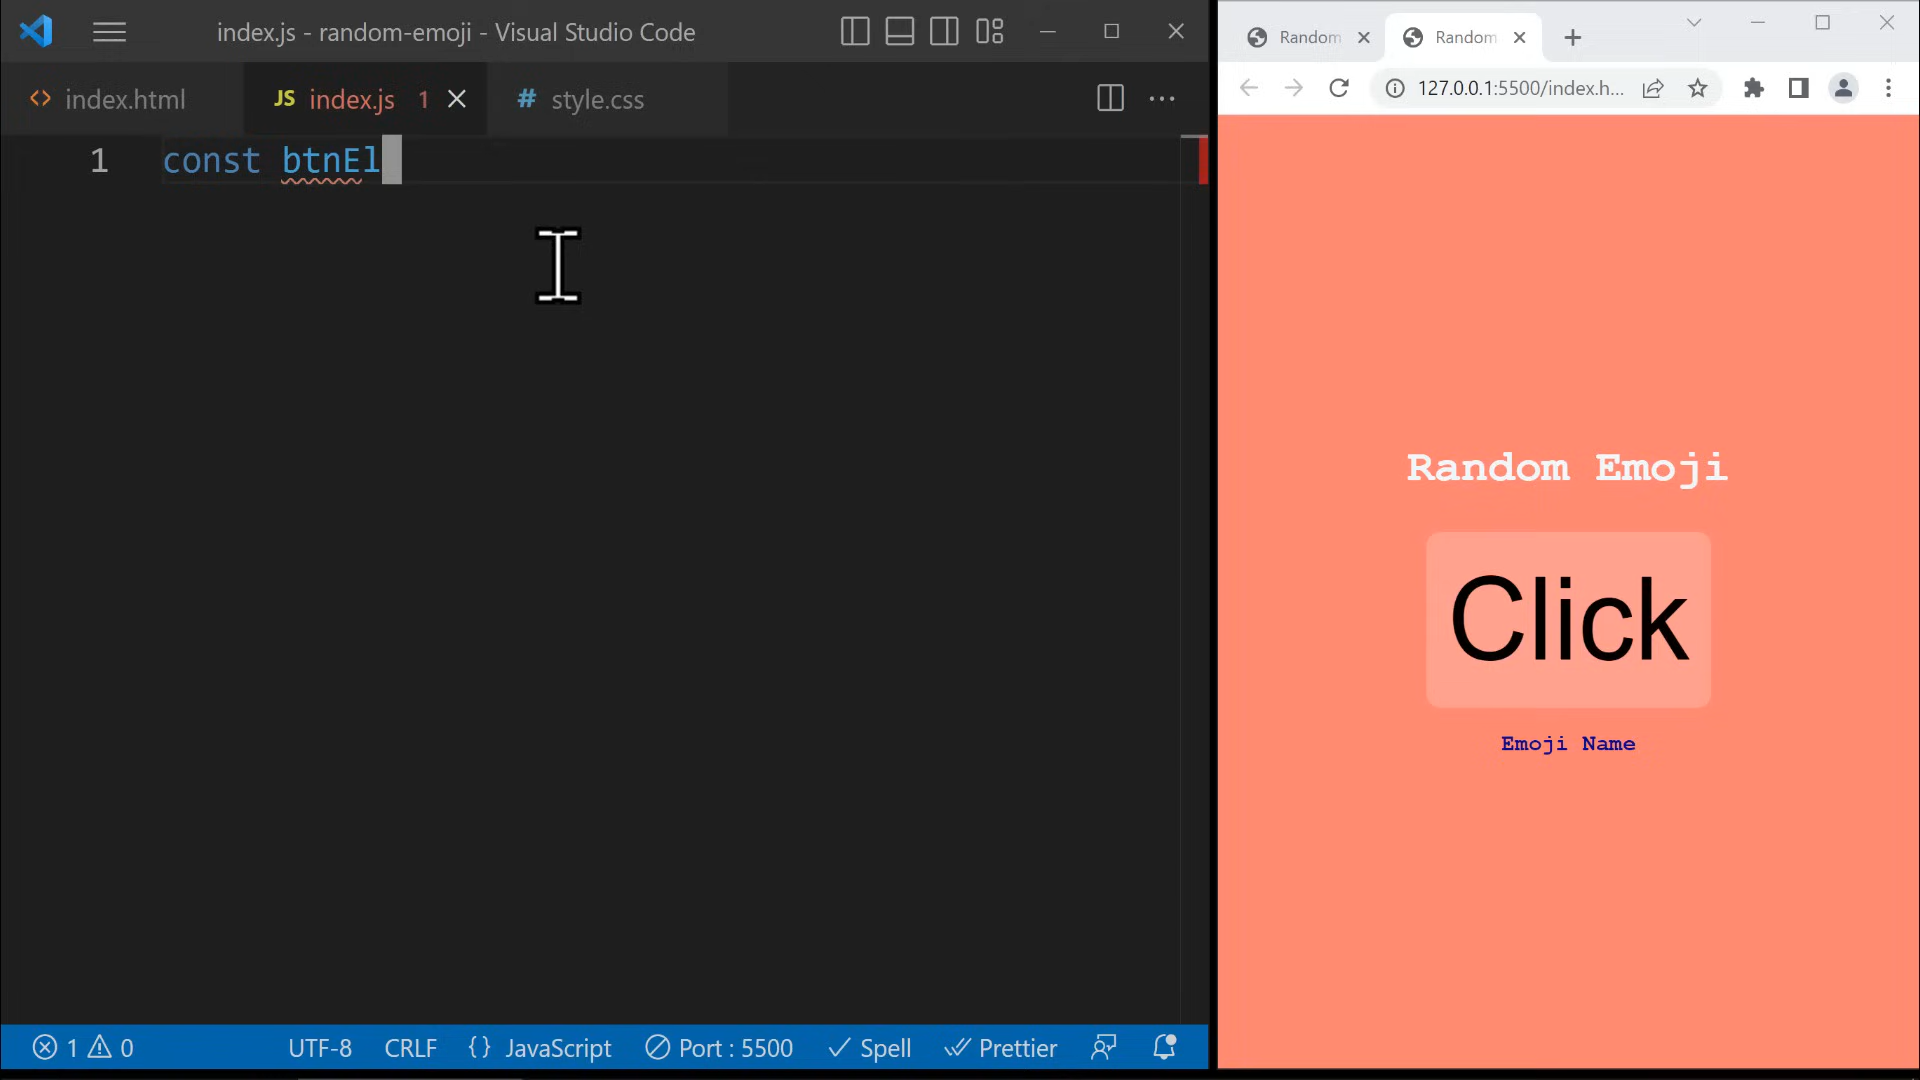 index.js - random-emoji - Visual Studio Code
index.html
JS index.js 1
# style.css
1 const btnEl
1 0 UTF-8 CRLF {} JavaScript Port : 5500 Spell Prettier
Random
Random
127.0.0.1:5500/index.h...
Random Emoji
Click
Emoji Name